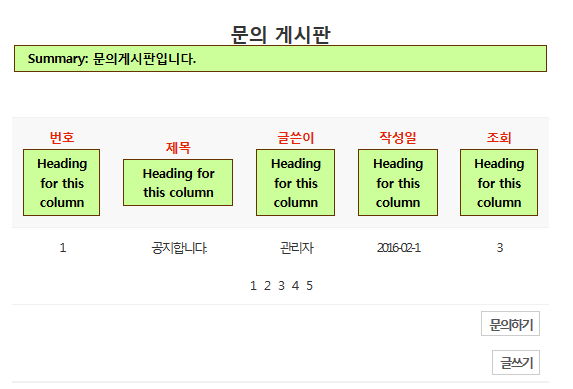 문의 게시판
Summary: 문의게시판입니다.
번호 제목 글쓴이 작성일 조회
Heading for this column
Heading for this column
Heading for this column
Heading for this column
Heading for this column
1 공지합니다. 관리자 2016-02-1 3
1 2 3 4 5
문의하기
글쓰기